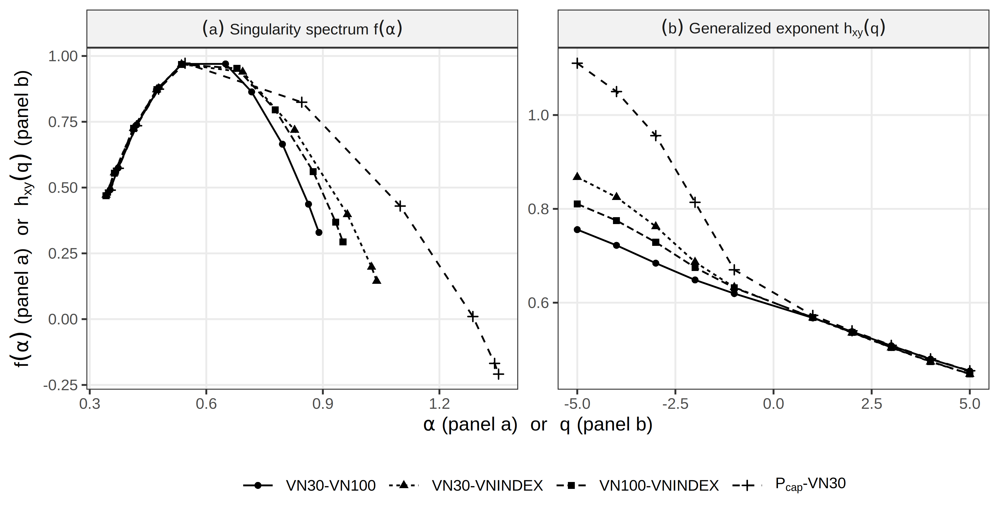 (a) Singularity spectrum f(α)
(b) Generalized exponent hxy(q)
f(α) (panel a) or hxy(q) (panel b)
1.00
0.75
0.50
0.25
0.00
-0.25
0.3 0.6 0.9 1.2
1.0
0.8
0.6
-5.0 -2.5 0.0 2.5 5.0
α (panel a) or q (panel b)
VN30-VN100 VN30-VNINDEX VN100-VNINDEX Pcap-VN30